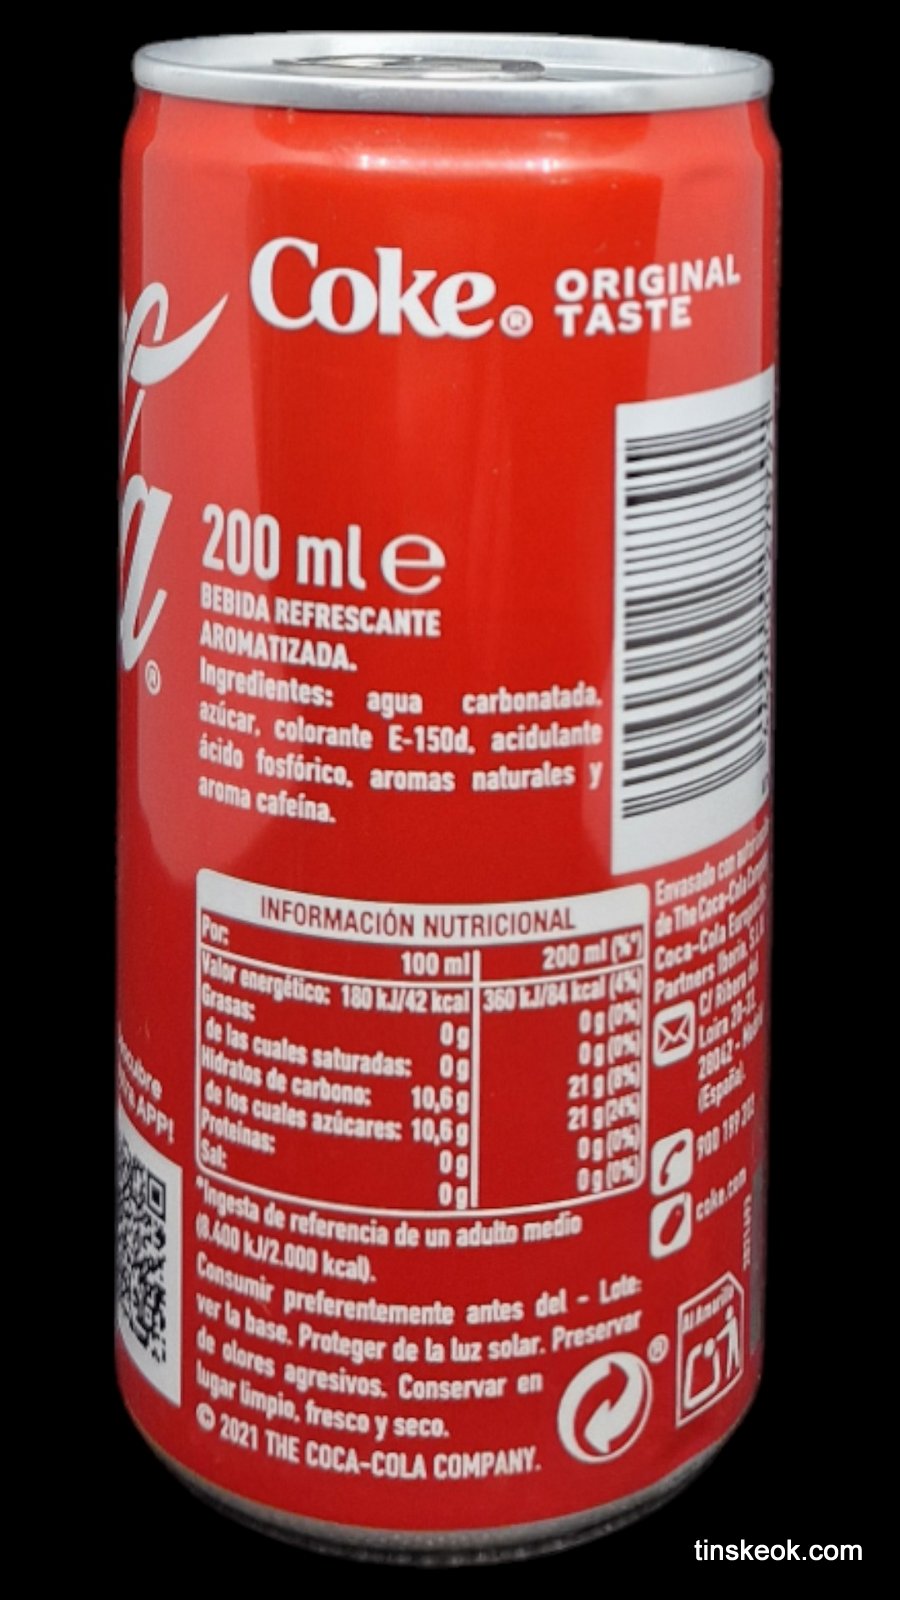 Coke® ORIGINAL
TASTE
a®
200 ml e
BEBIDA REFRESCANTE
AROMATIZADA.
Ingredientes: agua carbonatada,
azúcar, colorante E-150d, acidulante
ácido fosfórico, aromas naturales y
aroma cafeína.
INFORMACIÓN NUTRICIONAL
Por: 100 ml 200 ml (%*)
Valor energético: 180 kJ/42 kcal 360 kJ/84 kcal (4%)
Grasas: 0 g 0 g (0%)
de las cuales saturadas: 0 g 0 g (0%)
Hidratos de carbono: 10,6 g 21 g (8%)
de los cuales azúcares: 10,6 g 21 g (24%)
Proteínas: 0 g 0 g (0%)
Sal: 0 g 0 g (0%)
*Ingesta de referencia de un adulto medio
(8.400 kJ/2.000 kcal).
Consumir preferentemente antes del - Lote:
ver la base. Proteger de la luz solar. Preservar
de olores agresivos. Conservar en
lugar limpio, fresco y seco.
© 2021 THE COCA-COLA COMPANY.
Envasado con
de The Coca-Cola
Coca-Cola
Partners Iberia,
C/ Ribera del
Loira 20-22,
28042 -
(España).
900 199
coke.com
®
Al Amarillo
APP!
tinskeok.com